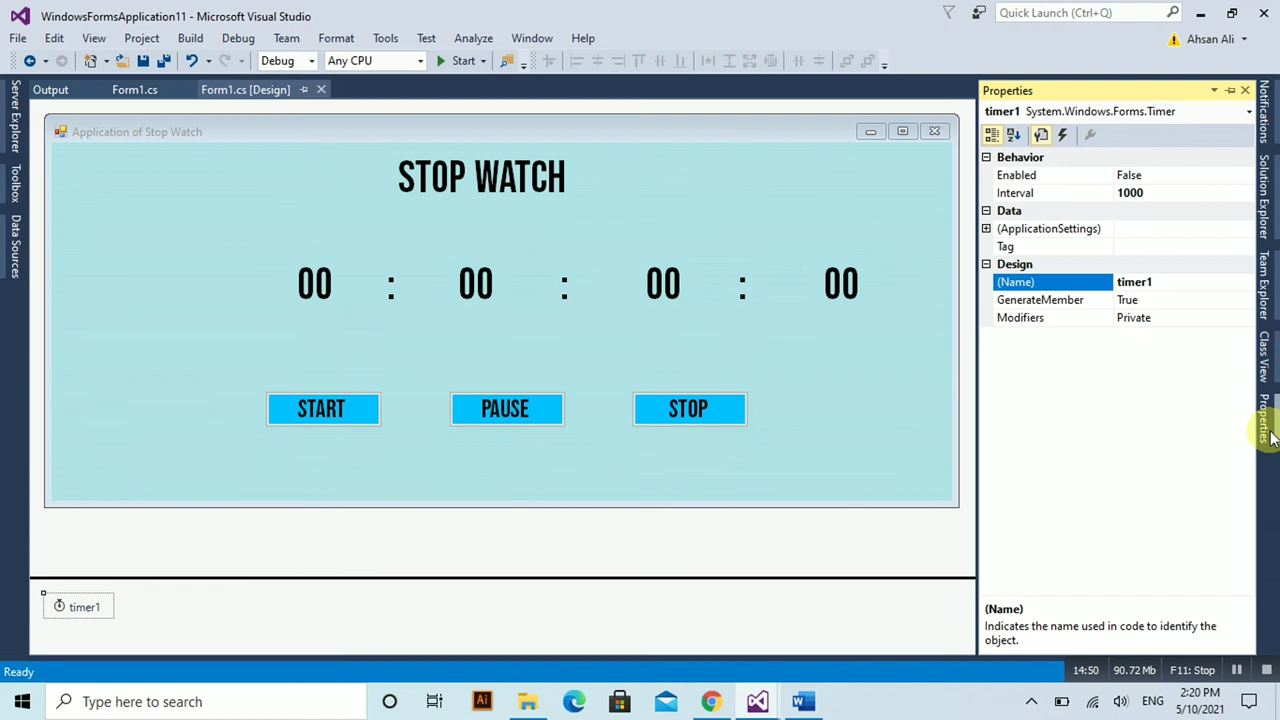 WindowsFormsApplication11 - Microsoft Visual Studio
Quick Launch (Ctrl+Q)
File Edit View Project Build Debug Team Format Tools Test Analyze Window Help
Ahsan Ali
Debug Any CPU Start
Output Form1.cs Form1.cs [Design]
Server Explorer
Toolbox
Data Sources
Application of Stop Watch
STOP WATCH
00 : 00 : 00 : 00
START PAUSE STOP
timer1
Properties
timer1 System.Windows.Forms.Timer
Behavior
Enabled False
Interval 1000
Data
(ApplicationSettings)
Tag
Design
(Name) timer1
GenerateMember True
Modifiers Private
(Name)
Indicates the name used in code to identify the
object.
Notifications
Solution Explorer
Team Explorer
Class View
Properties
Ready
14:50 90.72 Mb F11: Stop
Type here to search
Ai
ENG
2:20 PM
5/10/2021